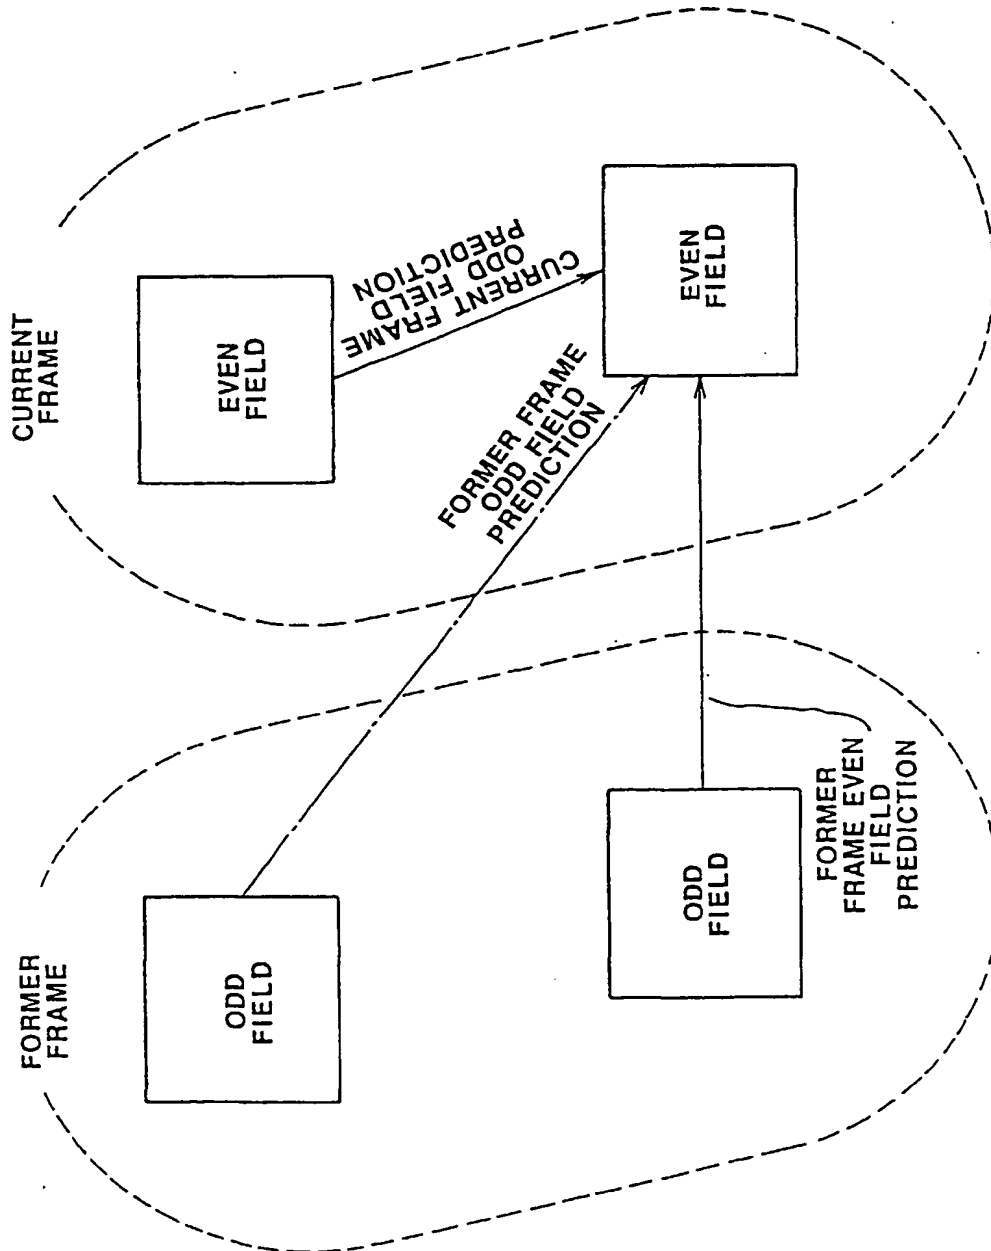 FORMER
FRAME
CURRENT
FRAME
ODD
FIELD
EVEN
FIELD
FORMER FRAME
ODD FIELD
PREDICTION
CURRENT FRAME
ODD FIELD
PREDICTION
ODD
FIELD
EVEN
FIELD
FORMER
FRAME EVEN
FIELD
PREDICTION